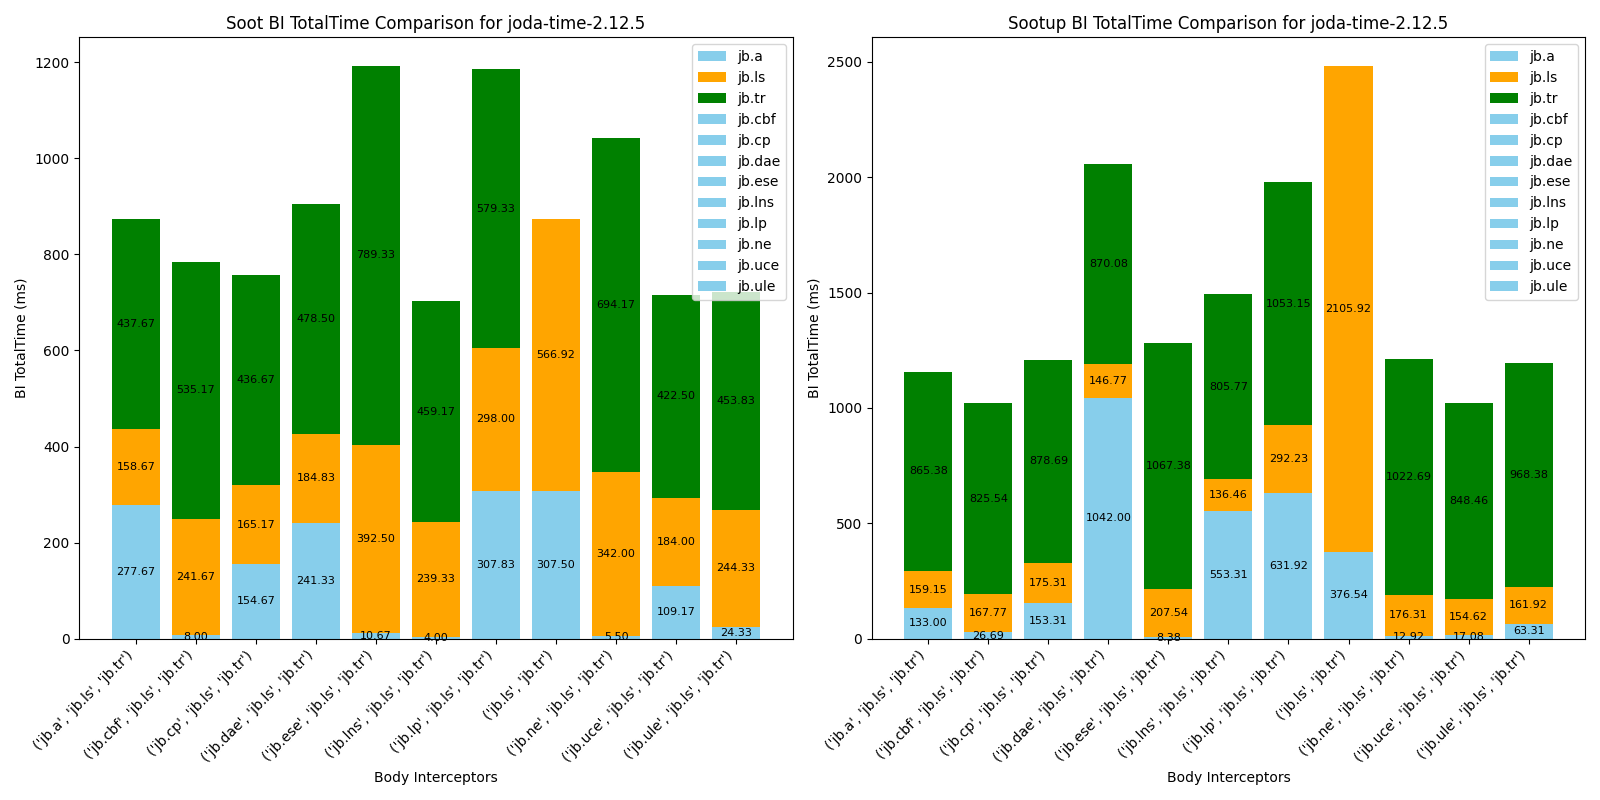 Soot BI TotalTime Comparison for joda-time-2.12.5
BI TotalTime (ms)
1200
1000
800
600
400
200
0
jb.a
jb.ls
jb.tr
jb.cbf
jb.cp
jb.dae
jb.ese
jb.lns
jb.lp
jb.ne
jb.uce
jb.ule
437.67
158.67
277.67
535.17
241.67
8.00
436.67
165.17
154.67
478.50
184.83
241.33
789.33
392.50
10.67
459.17
239.33
4.00
579.33
298.00
307.83
566.92
307.50
694.17
342.00
5.50
422.50
184.00
109.17
453.83
244.33
24.33
('jb.a', 'jb.ls', 'jb.tr')
('jb.cbf', 'jb.ls', 'jb.tr')
('jb.cp', 'jb.ls', 'jb.tr')
('jb.dae', 'jb.ls', 'jb.tr')
('jb.ese', 'jb.ls', 'jb.tr')
('jb.lns', 'jb.ls', 'jb.tr')
('jb.lp', 'jb.ls', 'jb.tr')
('jb.ls', 'jb.tr')
('jb.ne', 'jb.ls', 'jb.tr')
('jb.uce', 'jb.ls', 'jb.tr')
('jb.ule', 'jb.ls', 'jb.tr')
Body Interceptors
Sootup BI TotalTime Comparison for joda-time-2.12.5
BI TotalTime (ms)
2500
2000
1500
1000
500
0
jb.a
jb.ls
jb.tr
jb.cbf
jb.cp
jb.dae
jb.ese
jb.lns
jb.lp
jb.ne
jb.uce
jb.ule
865.38
159.15
133.00
825.54
167.77
26.69
878.69
175.31
153.31
870.08
146.77
1042.00
1067.38
207.54
8.38
805.77
136.46
553.31
1053.15
292.23
631.92
2105.92
376.54
1022.69
176.31
12.92
848.46
154.62
17.08
968.38
161.92
63.31
('jb.a', 'jb.ls', 'jb.tr')
('jb.cbf', 'jb.ls', 'jb.tr')
('jb.cp', 'jb.ls', 'jb.tr')
('jb.dae', 'jb.ls', 'jb.tr')
('jb.ese', 'jb.ls', 'jb.tr')
('jb.lns', 'jb.ls', 'jb.tr')
('jb.lp', 'jb.ls', 'jb.tr')
('jb.ls', 'jb.tr')
('jb.ne', 'jb.ls', 'jb.tr')
('jb.uce', 'jb.ls', 'jb.tr')
('jb.ule', 'jb.ls', 'jb.tr')
Body Interceptors